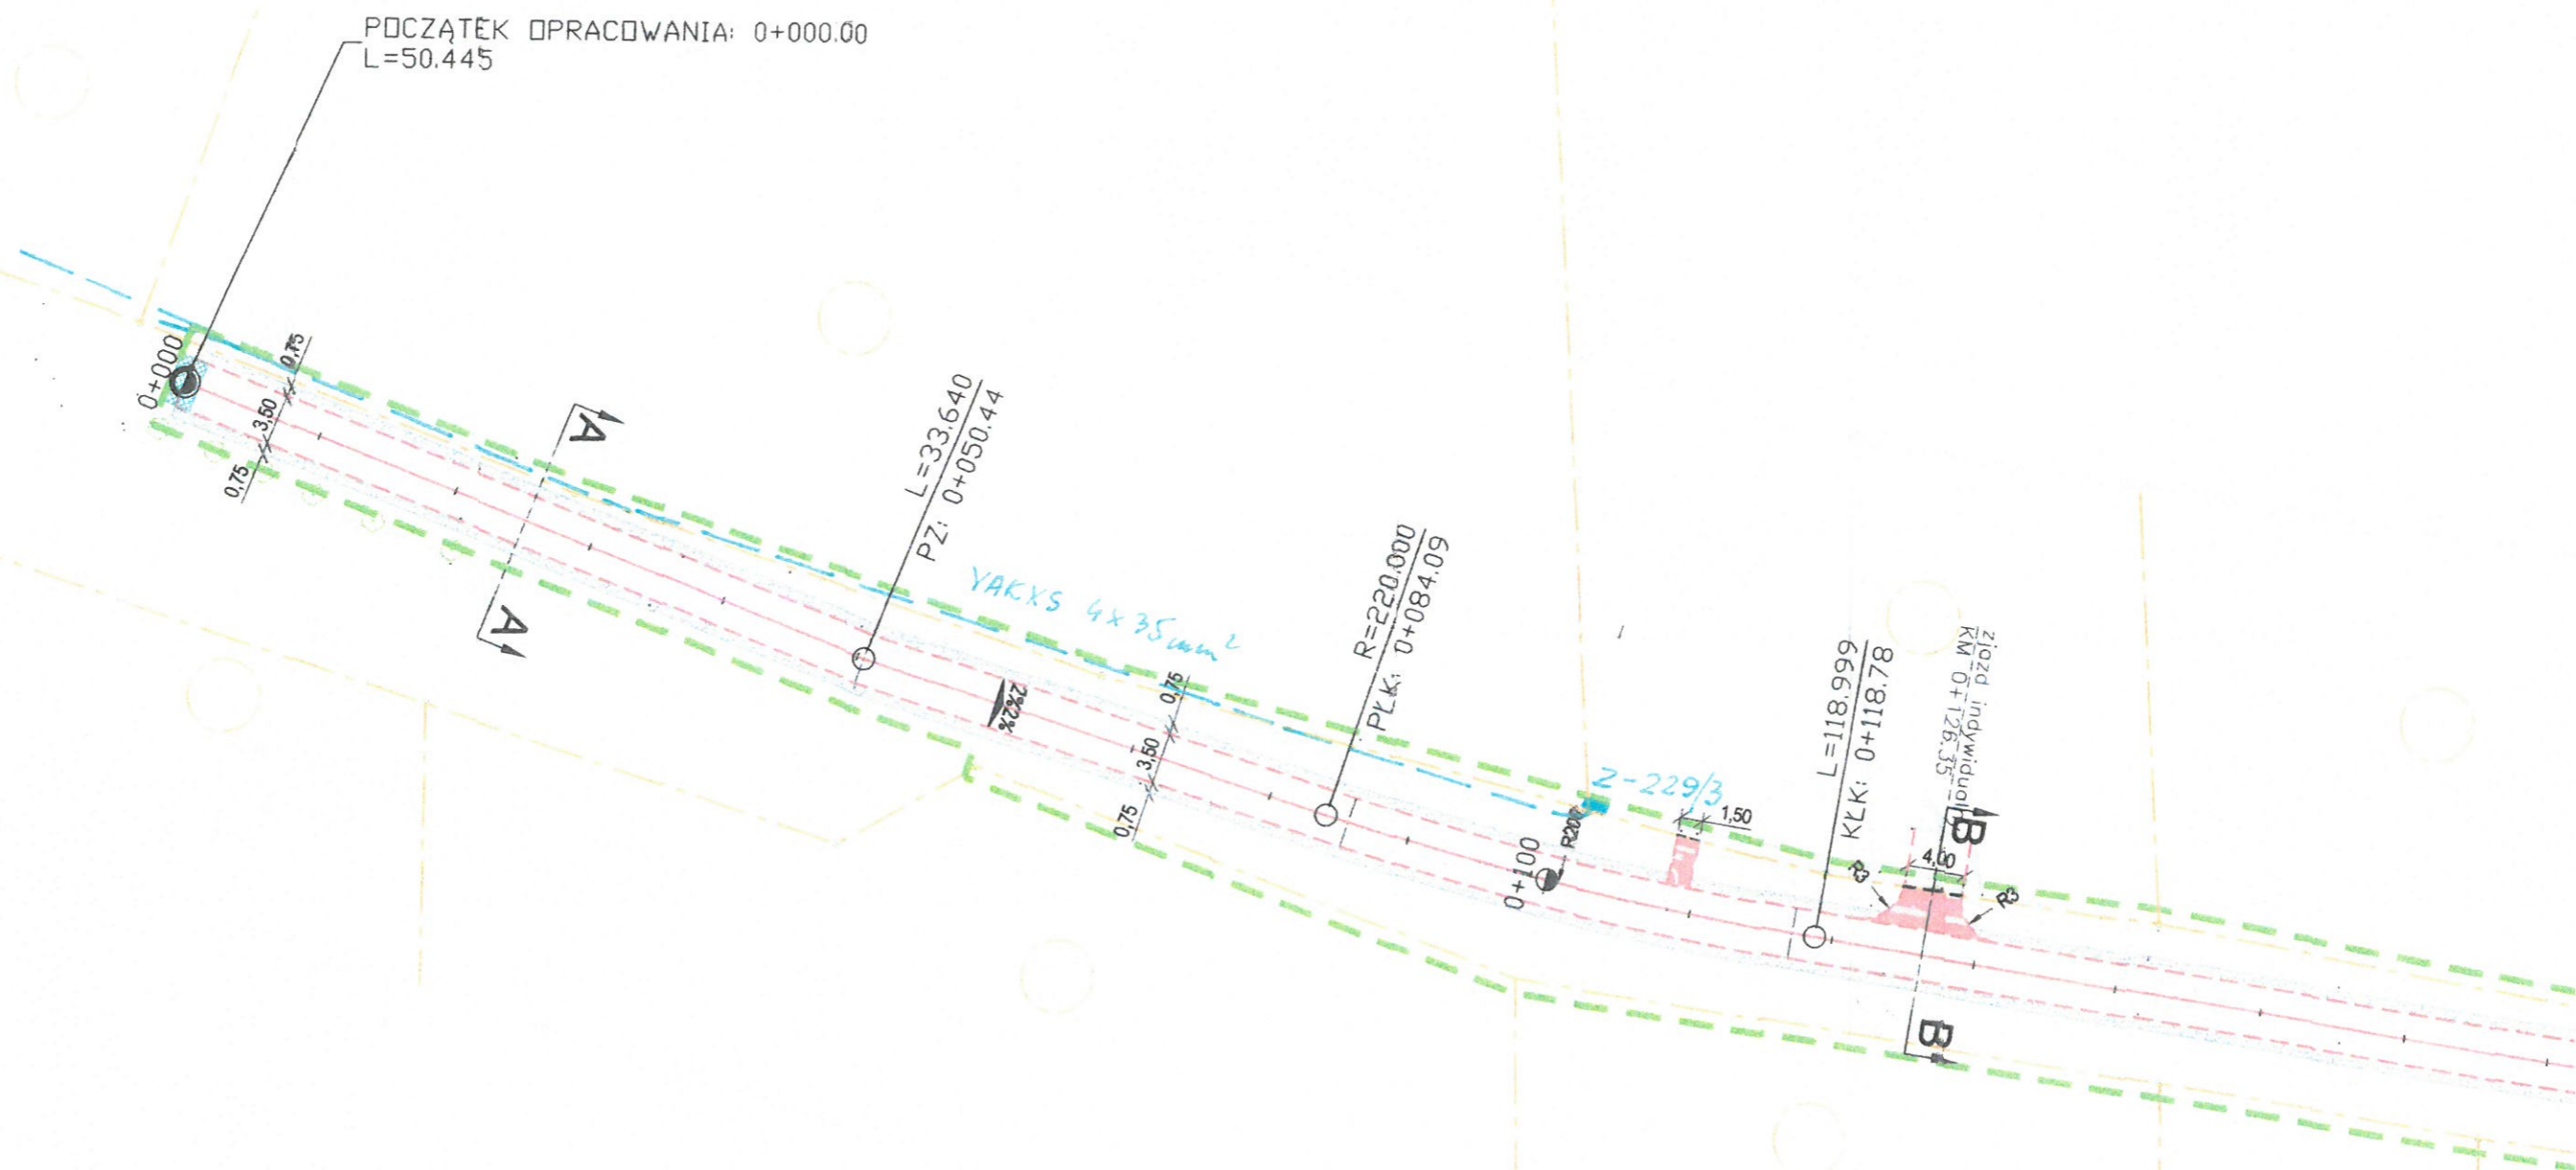 POCZĄTEK OPRACOWANIA: 0+000.00
L=50.445
0+000
0,75
3,50
0,75
A
A
L=33.640
PZ: 0+050.44
YAKXS 4x35mm²
2%2%
0,75
3,50
0,75
R=220.000
PŁK: 0+084.09
0+100
R200
Z-229/3
1,50
L=118.999
KŁK: 0+118.78
zjazd indywidualny
KM 0+126.35
B
4,00
R3
R3
B